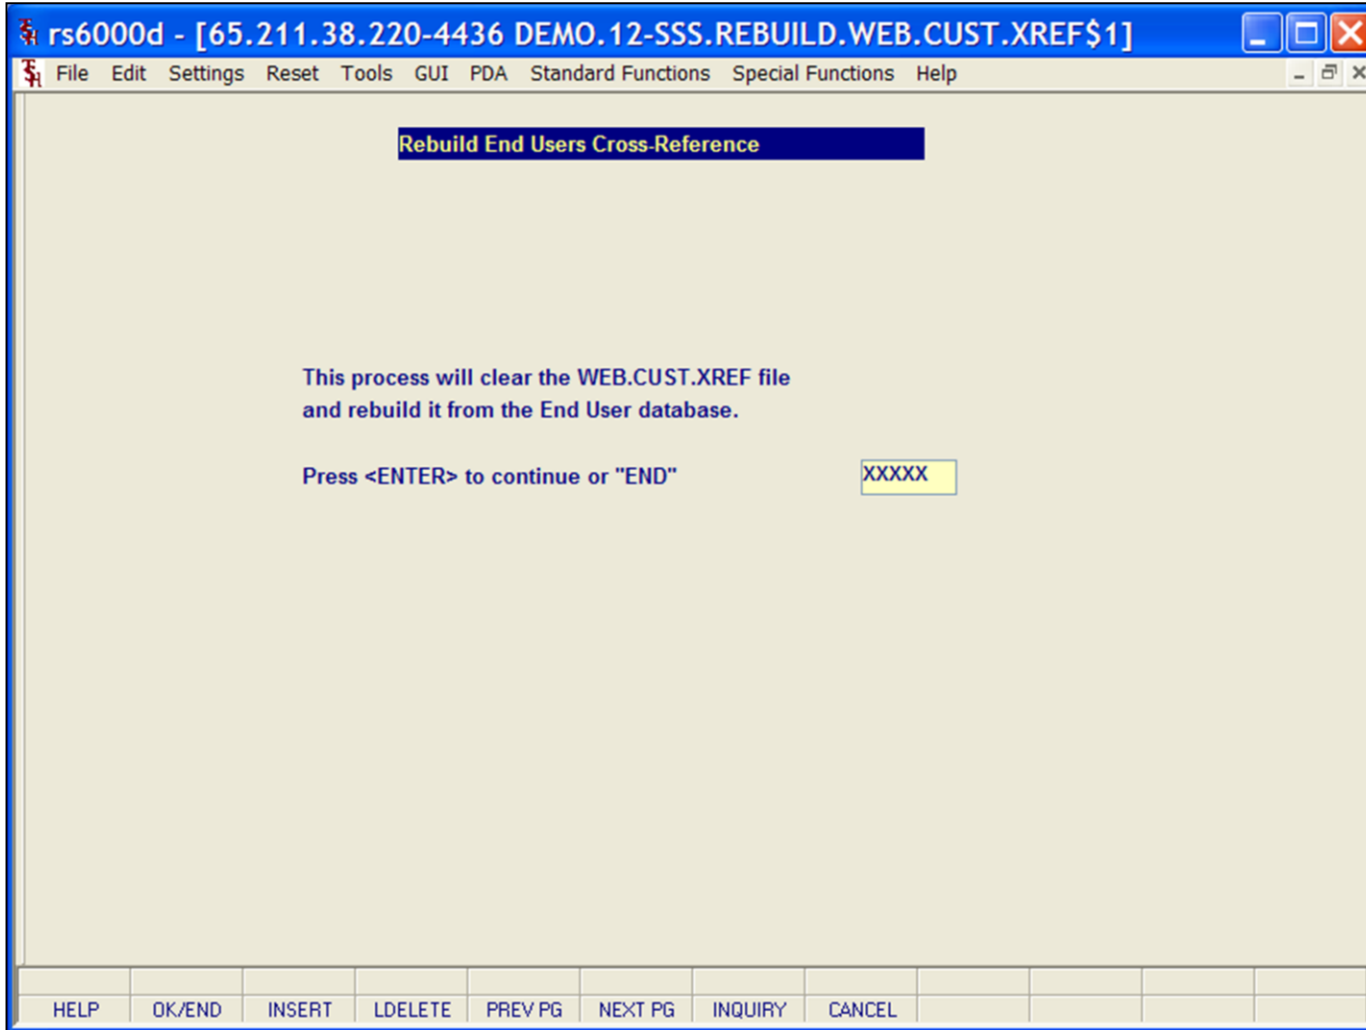 rs6000d - [65.211.38.220-4436 DEMO.12-SSS.REBUILD.WEB.CUST.XREF$1]
File Edit Settings Reset Tools GUI PDA Standard Functions Special Functions Help
Rebuild End Users Cross-Reference
This process will clear the WEB.CUST.XREF file
and rebuild it from the End User database.
Press <ENTER> to continue or "END" XXXXX
HELP OK/END INSERT LDELETE PREV PG NEXT PG INQUIRY CANCEL